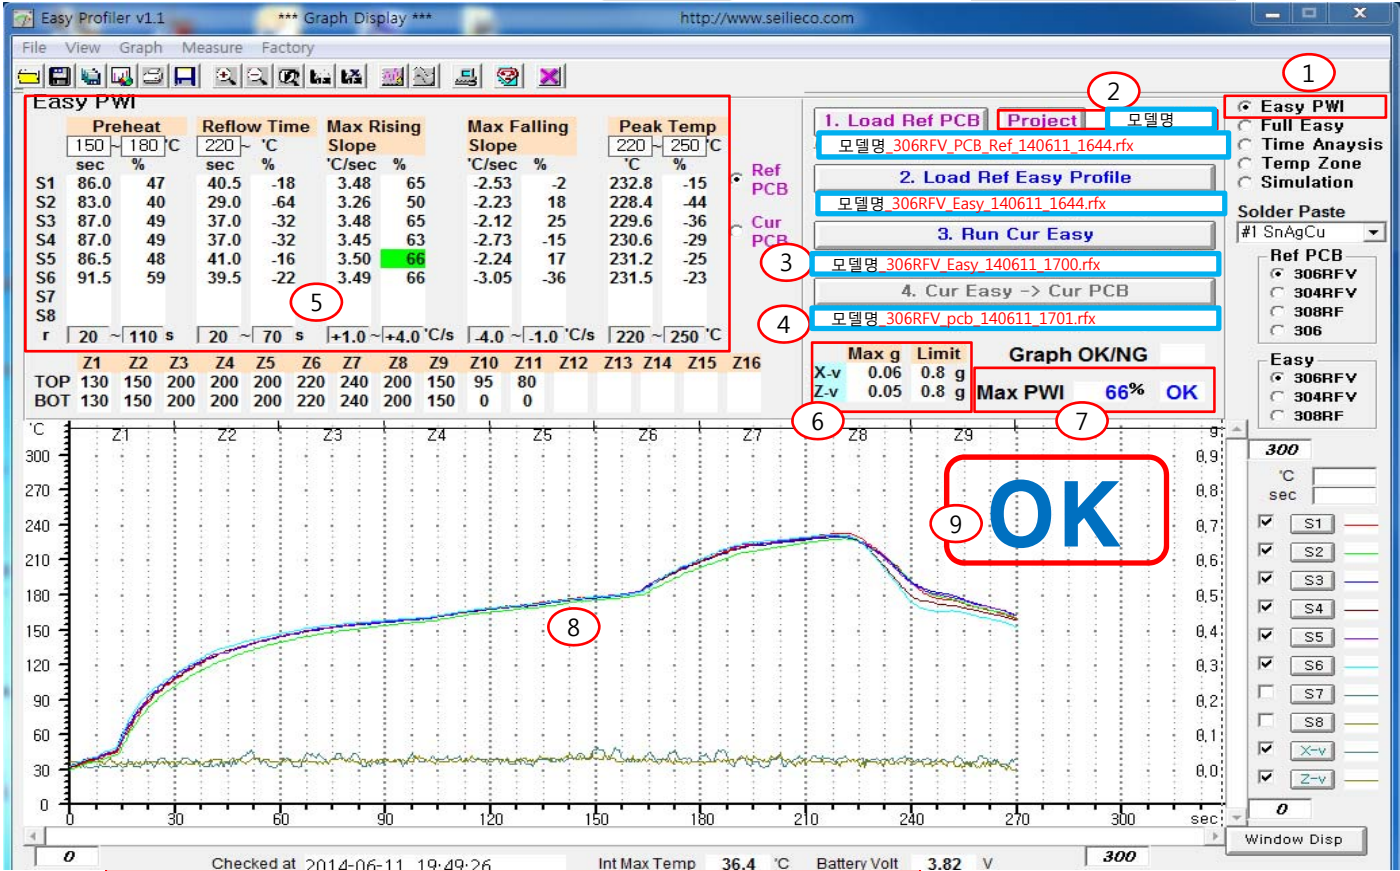 Easy Profiler v1.1 *** Graph Display *** http://www.seilieco.com
File View Graph Measure Factory
1
2
Easy PWI
Preheat Reflow Time Max Rising Slope Max Falling Slope Peak Temp
150 ~ 180 'C 220 ~ 'C 220 ~ 250 'C
sec % sec % 'C/sec % 'C/sec % 'C %
S1 86.0 47 40.5 -18 3.48 65 -2.53 -2 232.8 -15
S2 83.0 40 29.0 -64 3.26 50 -2.23 18 228.4 -44
S3 87.0 49 37.0 -32 3.48 65 -2.12 25 229.6 -36
S4 87.0 49 37.0 -32 3.45 63 -2.73 -15 230.6 -29
S5 86.5 48 41.0 -16 3.50 66 -2.24 17 231.2 -25
S6 91.5 59 39.5 -22 3.49 66 -3.05 -36 231.5 -23
S7
S8
5
r 20 ~ 110 s 20 ~ 70 s +1.0 ~ +4.0 'C/s -4.0 ~ -1.0 'C/s 220 ~ 250 'C
Ref PCB
Cur PCB
1. Load Ref PCB Project 모델명
모델명_306RFV_PCB_Ref_140611_1644.rfx
2. Load Ref Easy Profile
모델명_306RFV_Easy_140611_1644.rfx
3. Run Cur Easy
3 모델명_306RFV_Easy_140611_1700.rfx
4. Cur Easy -> Cur PCB
4 모델명_306RFV_pcb_140611_1701.rfx
Easy PWI
Full Easy
Time Anaysis
Temp Zone
Simulation
Solder Paste
#1 SnAgCu
Ref PCB
306RFV
304RFV
308RF
306
Easy
306RFV
304RFV
308RF
Z1 Z2 Z3 Z4 Z5 Z6 Z7 Z8 Z9 Z10 Z11 Z12 Z13 Z14 Z15 Z16
TOP 130 150 200 200 200 220 240 200 150 95 80
BOT 130 150 200 200 200 220 240 200 150 0 0
Max g Limit
X-v 0.06 0.8 g
Z-v 0.05 0.8 g
6
Graph OK/NG
Max PWI 66% OK
7
'C Z1 Z2 Z3 Z4 Z5 Z6 Z7 Z8 Z9 g
300 0,9
270 0,8
240 0,7
210 0,6
180 0,5
150 0,4
120 0,3
90 0,2
60 0,1
30 0,0
0
0 30 60 90 120 150 180 210 240 270 300 sec
8
9 OK
300
'C
sec
S1
S2
S3
S4
S5
S6
S7
S8
X-v
Z-v
0
Window Disp
0 300
Checked at 2014-06-11 19:49:26 Int Max Temp 36.4 'C Battery Volt 3.82 V